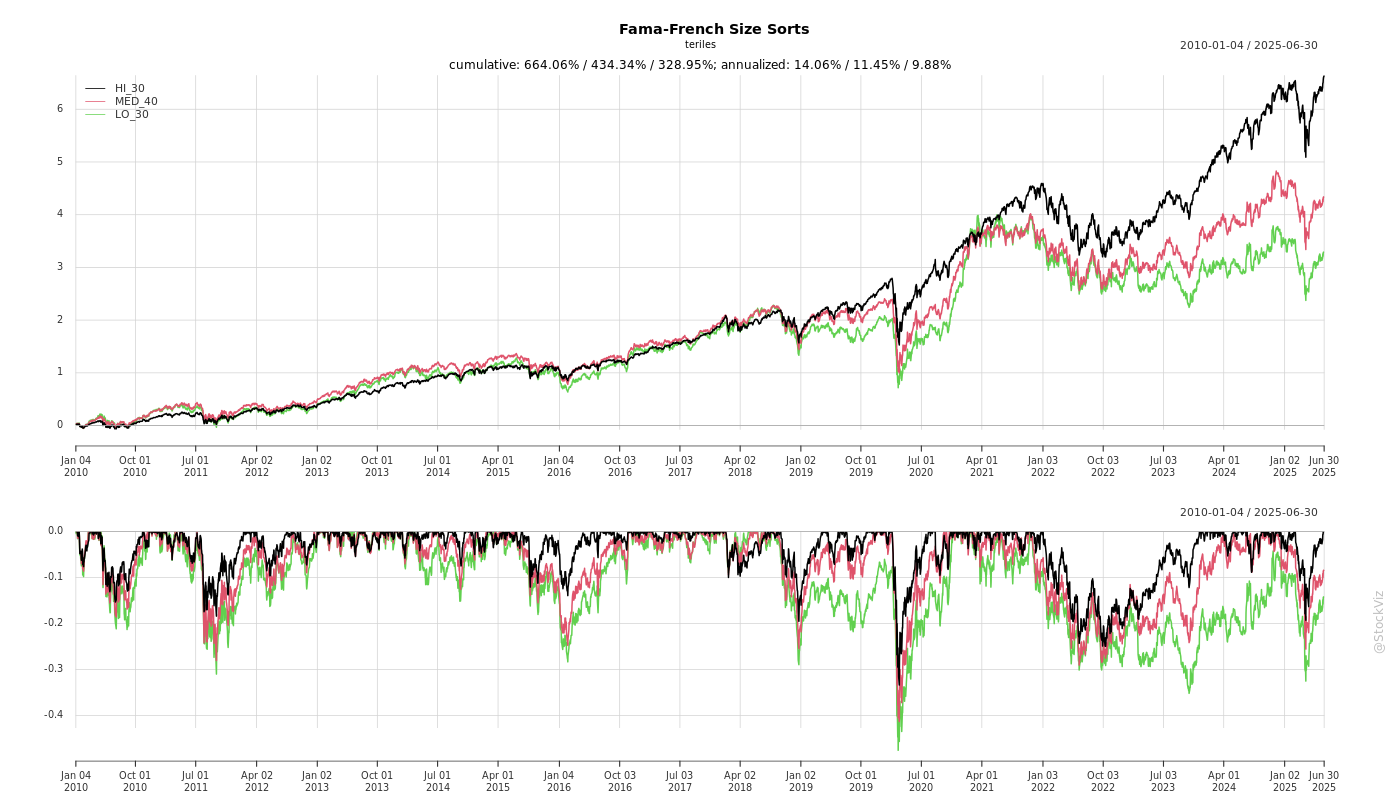 Fama-French Size Sorts
teriles
2010-01-04 / 2025-06-30
cumulative: 664.06% / 434.34% / 328.95%; annualized: 14.06% / 11.45% / 9.88%
HI_30
MED_40
LO_30
6
5
4
3
2
1
0
Jan 04 Oct 01 Jul 01 Apr 02 Jan 02 Oct 01 Jul 01 Apr 01 Jan 04 Oct 03 Jul 03 Apr 02 Jan 02 Oct 01 Jul 01 Apr 01 Jan 03 Oct 03 Jul 03 Apr 01 Jan 02 Jun 30
2010 2010 2011 2012 2013 2013 2014 2015 2016 2016 2017 2018 2019 2019 2020 2021 2022 2022 2023 2024 2025 2025
2010-01-04 / 2025-06-30
0.0
-0.1
-0.2
-0.3
-0.4
Jan 04 Oct 01 Jul 01 Apr 02 Jan 02 Oct 01 Jul 01 Apr 01 Jan 04 Oct 03 Jul 03 Apr 02 Jan 02 Oct 01 Jul 01 Apr 01 Jan 03 Oct 03 Jul 03 Apr 01 Jan 02 Jun 30
2010 2010 2011 2012 2013 2013 2014 2015 2016 2016 2017 2018 2019 2019 2020 2021 2022 2022 2023 2024 2025 2025
@StockViz